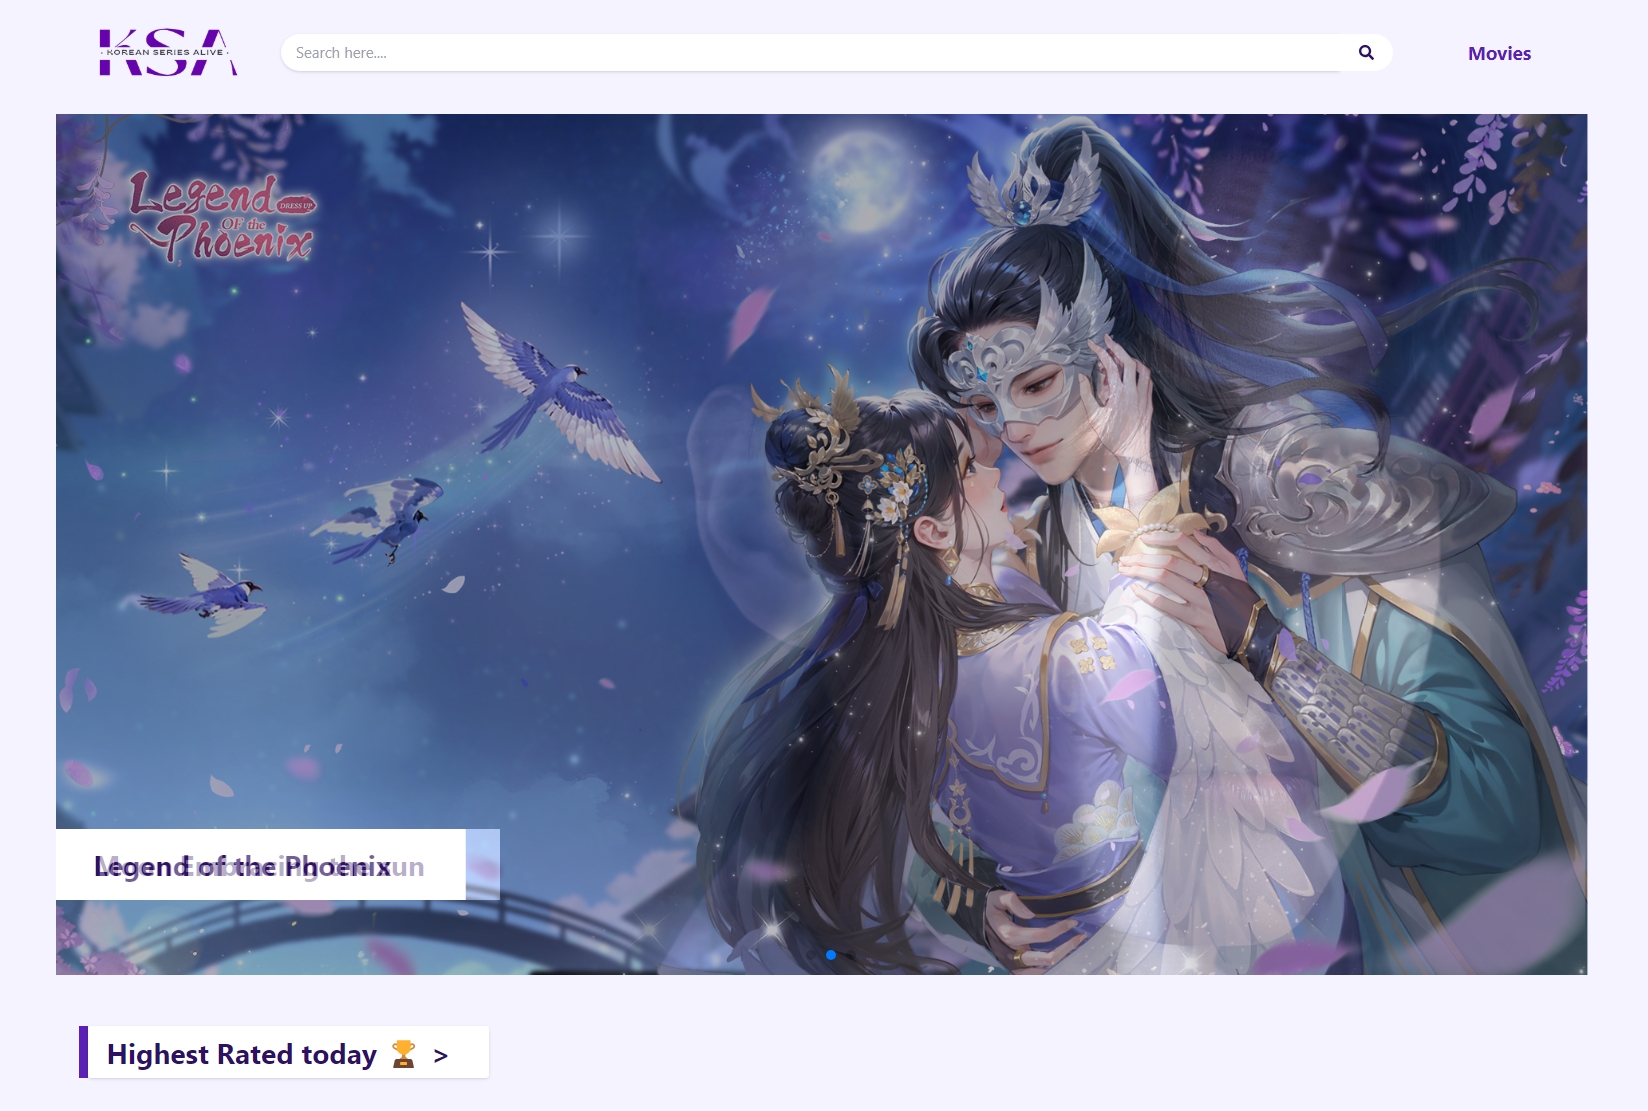 KSA
· KOREAN SERIES ALIVE ·
Search here....
Movies
Legend
DRESS UP
OF the
Phoenix
Legend of the Phoenix
Highest Rated today 🏆 >